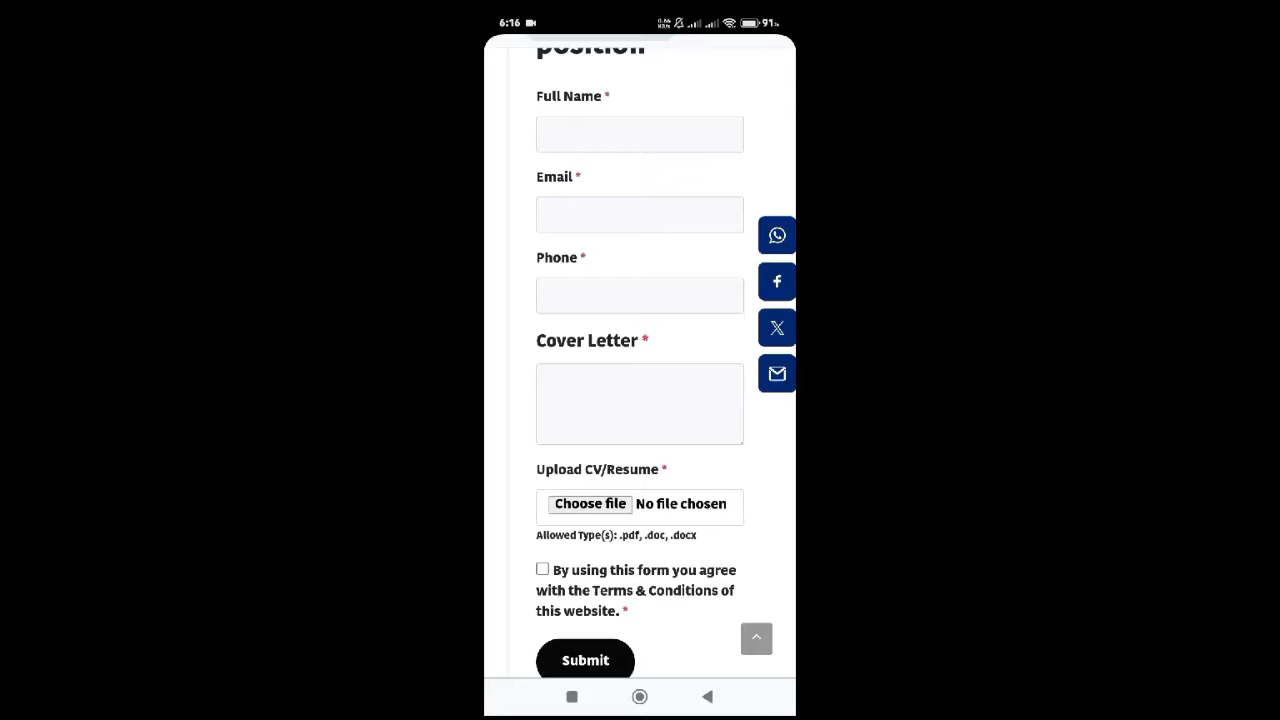 6:16 91%
position
Full Name *
Email *
Phone *
Cover Letter *
Upload CV/Resume *
Choose file No file chosen
Allowed Type(s): .pdf, .doc, .docx
By using this form you agree
with the Terms & Conditions of
this website. *
Submit